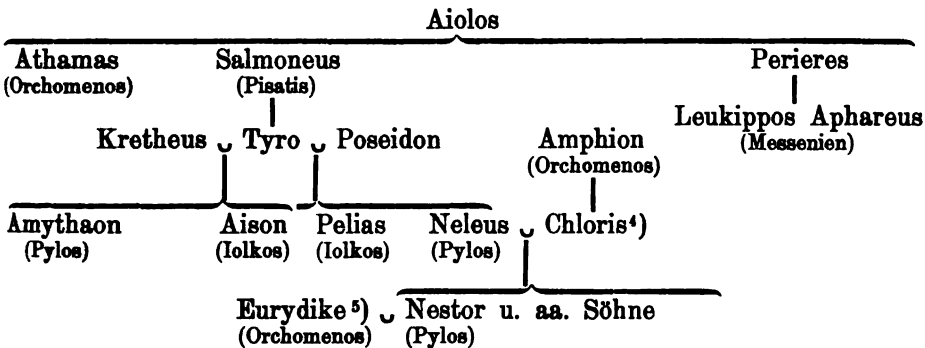 Aiolos
Athamas Salmoneus Perieres
(Orchomenos) (Pisatis)
Leukippos Aphareus
(Messenien)
Kretheus ᴗ Tyro ᴗ Poseidon Amphion
(Orchomenos)
Amythaon Aison Pelias Neleus ᴗ Chloris⁴)
(Pylos) (Iolkos) (Iolkos) (Pylos)
Eurydike⁵) ᴗ Nestor u. aa. Söhne
(Orchomenos) (Pylos)